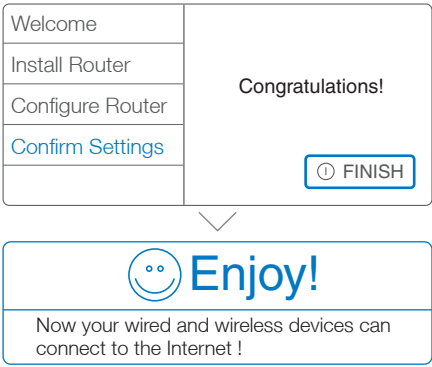 Welcome
Install Router
Configure Router
Confirm Settings
Congratulations!
FINISH
Enjoy!
Now your wired and wireless devices can
connect to the Internet !